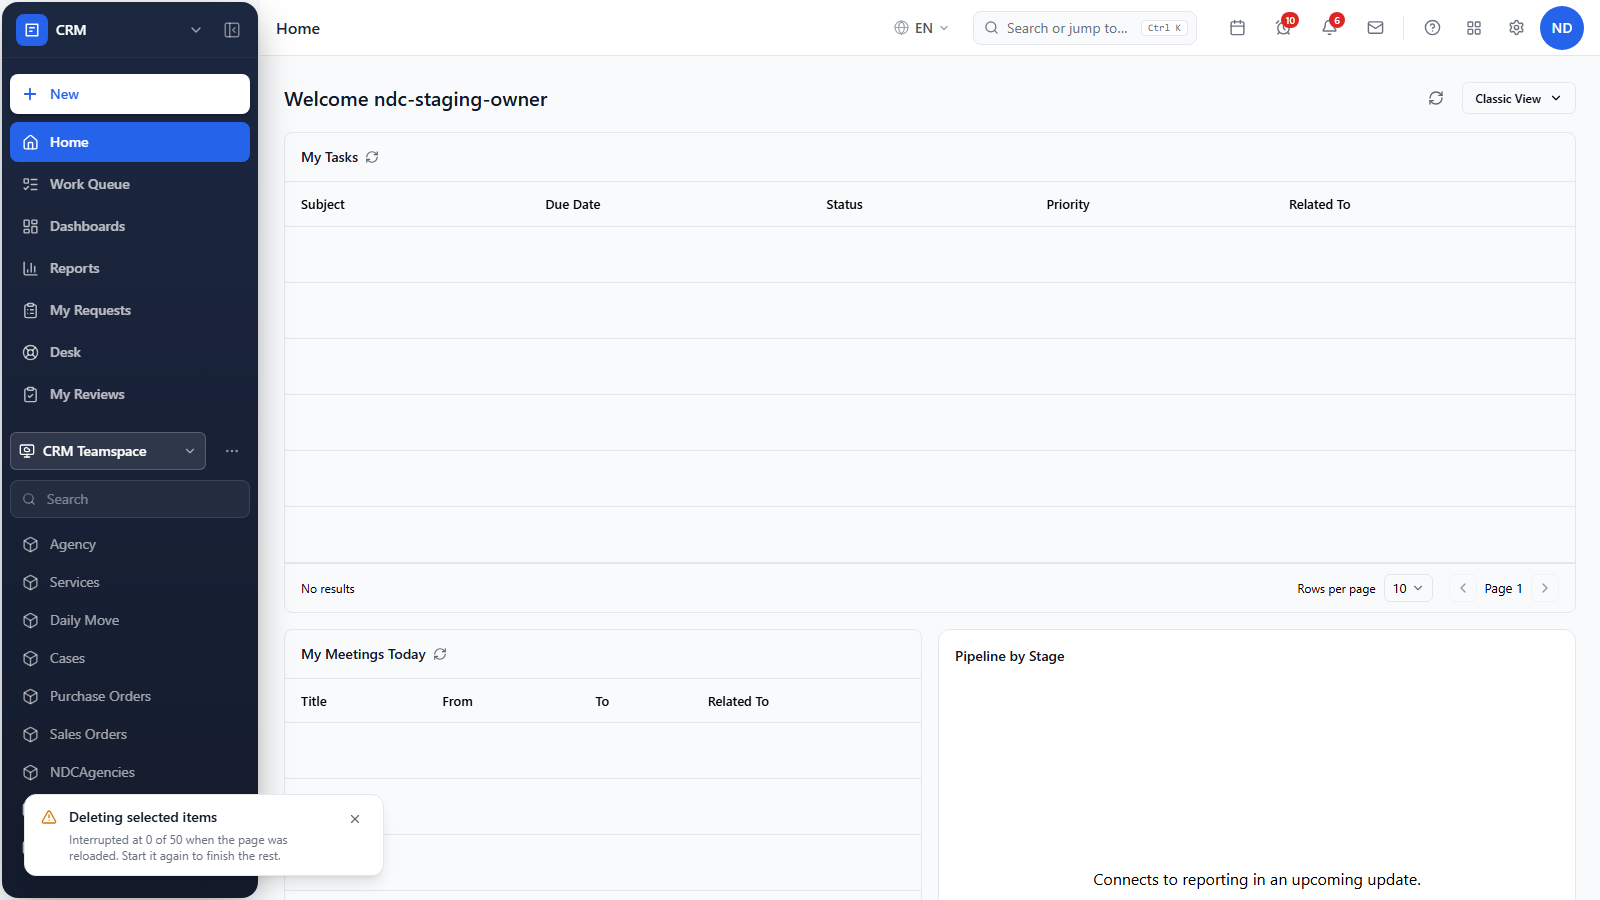 CRM
Home
EN
Search or jump to...
Ctrl K
10
6
ND
New
Home
Work Queue
Dashboards
Reports
My Requests
Desk
My Reviews
CRM Teamspace
Search
Agency
Services
Daily Move
Cases
Purchase Orders
Sales Orders
NDCAgencies
Welcome ndc-staging-owner
Classic View
My Tasks
Subject Due Date Status Priority Related To
No results
Rows per page 10 Page 1
My Meetings Today
Title From To Related To
Pipeline by Stage
Connects to reporting in an upcoming update.
Deleting selected items
Interrupted at 0 of 50 when the page was
reloaded. Start it again to finish the rest.